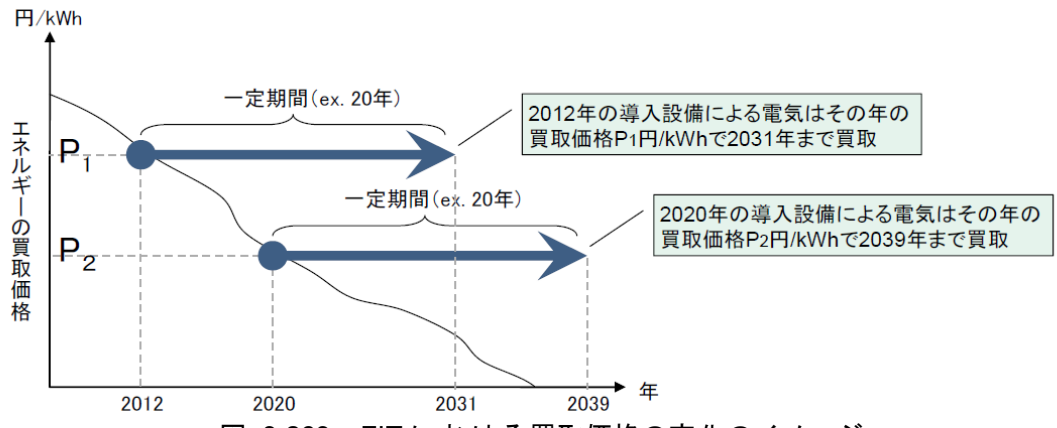 円/kWh
エネルギーの買取価格
一定期間(ex. 20年)
2012年の導入設備による電気はその年の
買取価格P1円/kWhで2031年まで買取
P1
一定期間(ex. 20年)
2020年の導入設備による電気はその年の
買取価格P2円/kWhで2039年まで買取
P2
年
2012
2020
2031
2039